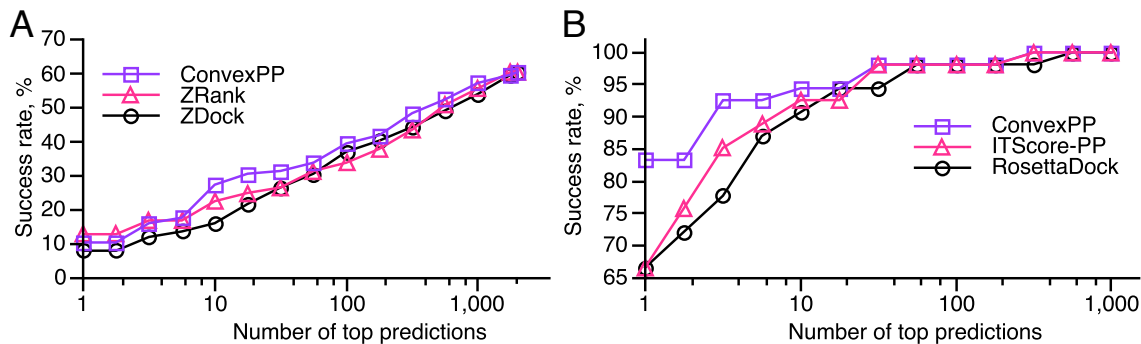 A
Success rate, %
70
60
50
40
30
20
10
0
ConvexPP
ZRank
ZDock
1
10
100
1,000
Number of top predictions
B
Success rate, %
100
95
90
85
80
75
70
65
ConvexPP
ITScore-PP
RosettaDock
1
10
100
1,000
Number of top predictions